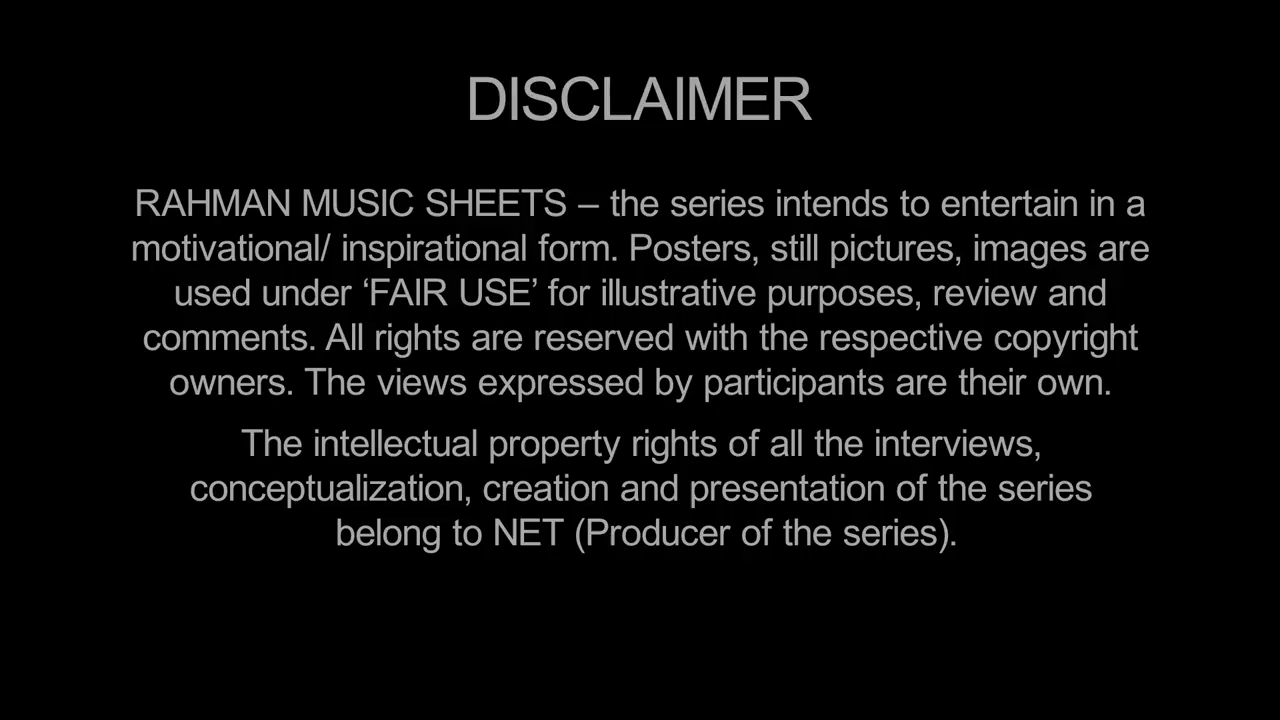 DISCLAIMER
RAHMAN MUSIC SHEETS – the series intends to entertain in a
motivational/ inspirational form. Posters, still pictures, images are
used under ‘FAIR USE’ for illustrative purposes, review and
comments. All rights are reserved with the respective copyright
owners. The views expressed by participants are their own.
The intellectual property rights of all the interviews,
conceptualization, creation and presentation of the series
belong to NET (Producer of the series).